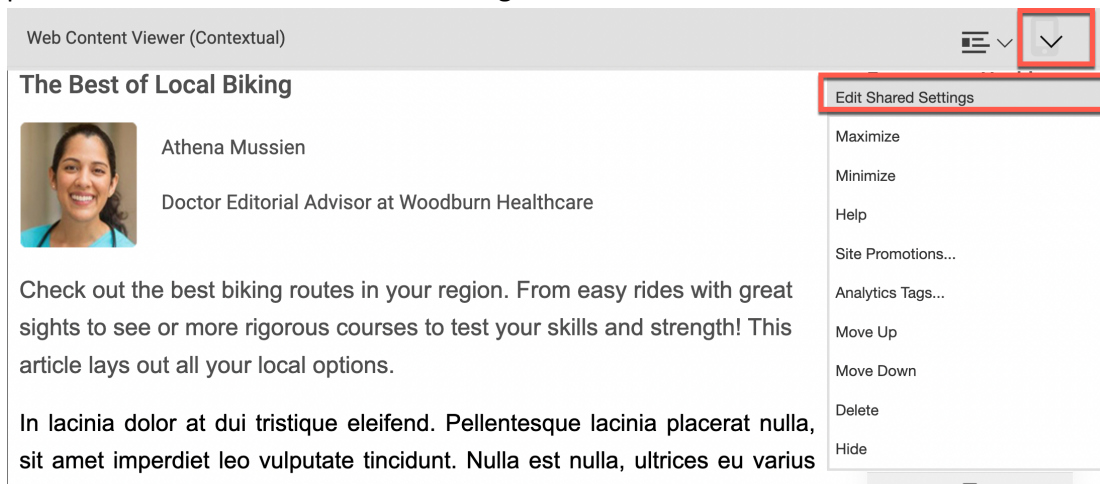 Web Content Viewer (Contextual)
The Best of Local Biking
Athena Mussien
Doctor Editorial Advisor at Woodburn Healthcare
Check out the best biking routes in your region. From easy rides with great
sights to see or more rigorous courses to test your skills and strength! This
article lays out all your local options.
In lacinia dolor at dui tristique eleifend. Pellentesque lacinia placerat nulla,
sit amet imperdiet leo vulputate tincidunt. Nulla est nulla, ultrices eu varius
Edit Shared Settings
Maximize
Minimize
Help
Site Promotions...
Analytics Tags...
Move Up
Move Down
Delete
Hide